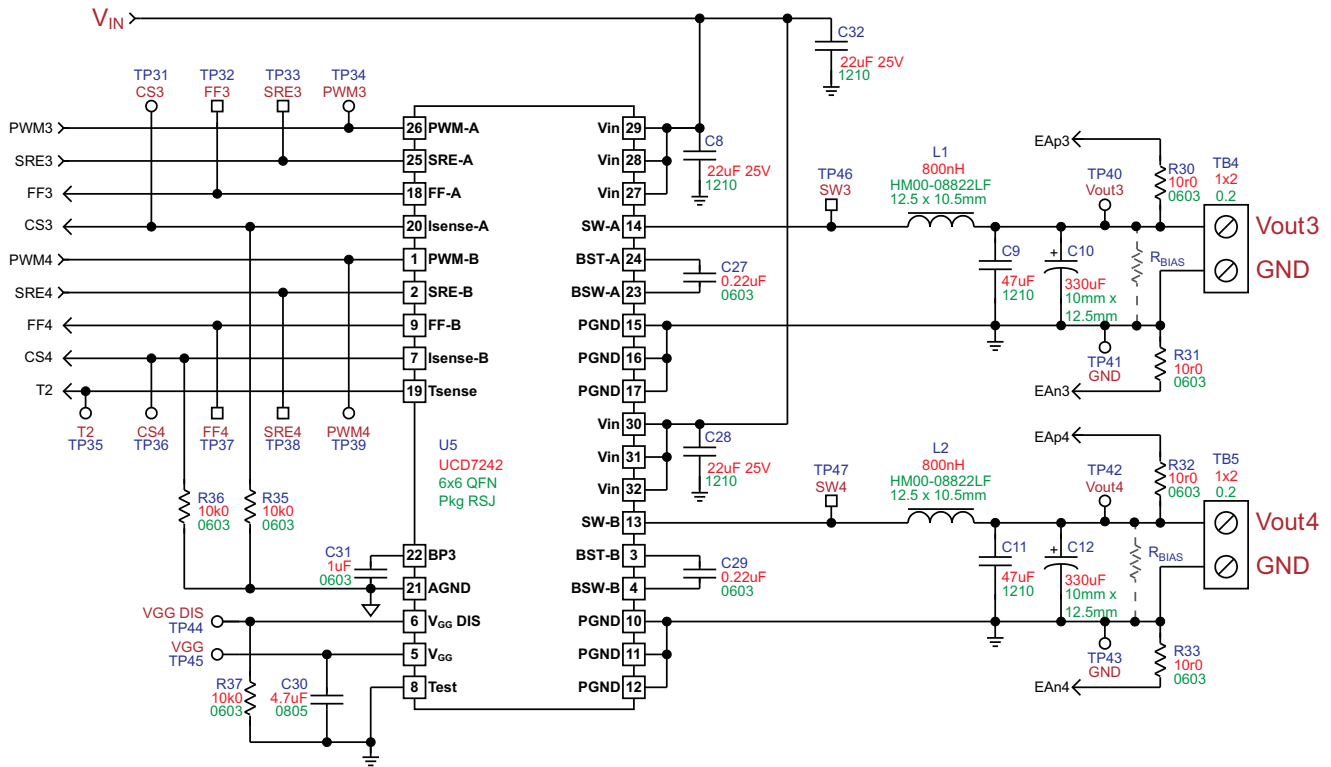 VIN
C32
22uF 25V
1210
TP31
CS3
TP32
FF3
TP33
SRE3
TP34
PWM3
PWM3
SRE3
FF3
CS3
PWM4
SRE4
FF4
CS4
T2
T2
TP35
CS4
TP36
FF4
TP37
SRE4
TP38
PWM4
TP39
26 PWM-A
25 SRE-A
18 FF-A
20 Isense-A
1 PWM-B
2 SRE-B
9 FF-B
7 Isense-B
19 Tsense
U5
UCD7242
6x6 QFN
Pkg RSJ
22 BP3
21 AGND
6 VGG DIS
5 VGG
8 Test
Vin 29
Vin 28
Vin 27
SW-A 14
BST-A 24
BSW-A 23
PGND 15
PGND 16
PGND 17
Vin 30
Vin 31
Vin 32
SW-B 13
BST-B 3
BSW-B 4
PGND 10
PGND 11
PGND 12
R36
10k0
0603
R35
10k0
0603
C31
1uF
0603
VGG DIS
TP44
VGG
TP45
R37
10k0
0603
C30
4.7uF
0805
C8
22uF 25V
1210
C27
0.22uF
0603
C28
22uF 25V
1210
C29
0.22uF
0603
TP46
SW3
L1
800nH
HM00-08822LF
12.5 x 10.5mm
EAp3
TP40
Vout3
R30
10r0
0603
TB4
1x2
0.2
Vout3
GND
C9
47uF
1210
C10
330uF
10mm x
12.5mm
RBIAS
TP41
GND
R31
10r0
0603
EAn3
TP47
SW4
L2
800nH
HM00-08822LF
12.5 x 10.5mm
EAp4
TP42
Vout4
R32
10r0
0603
TB5
1x2
0.2
Vout4
GND
C11
47uF
1210
C12
330uF
10mm x
12.5mm
RBIAS
TP43
GND
R33
10r0
0603
EAn4